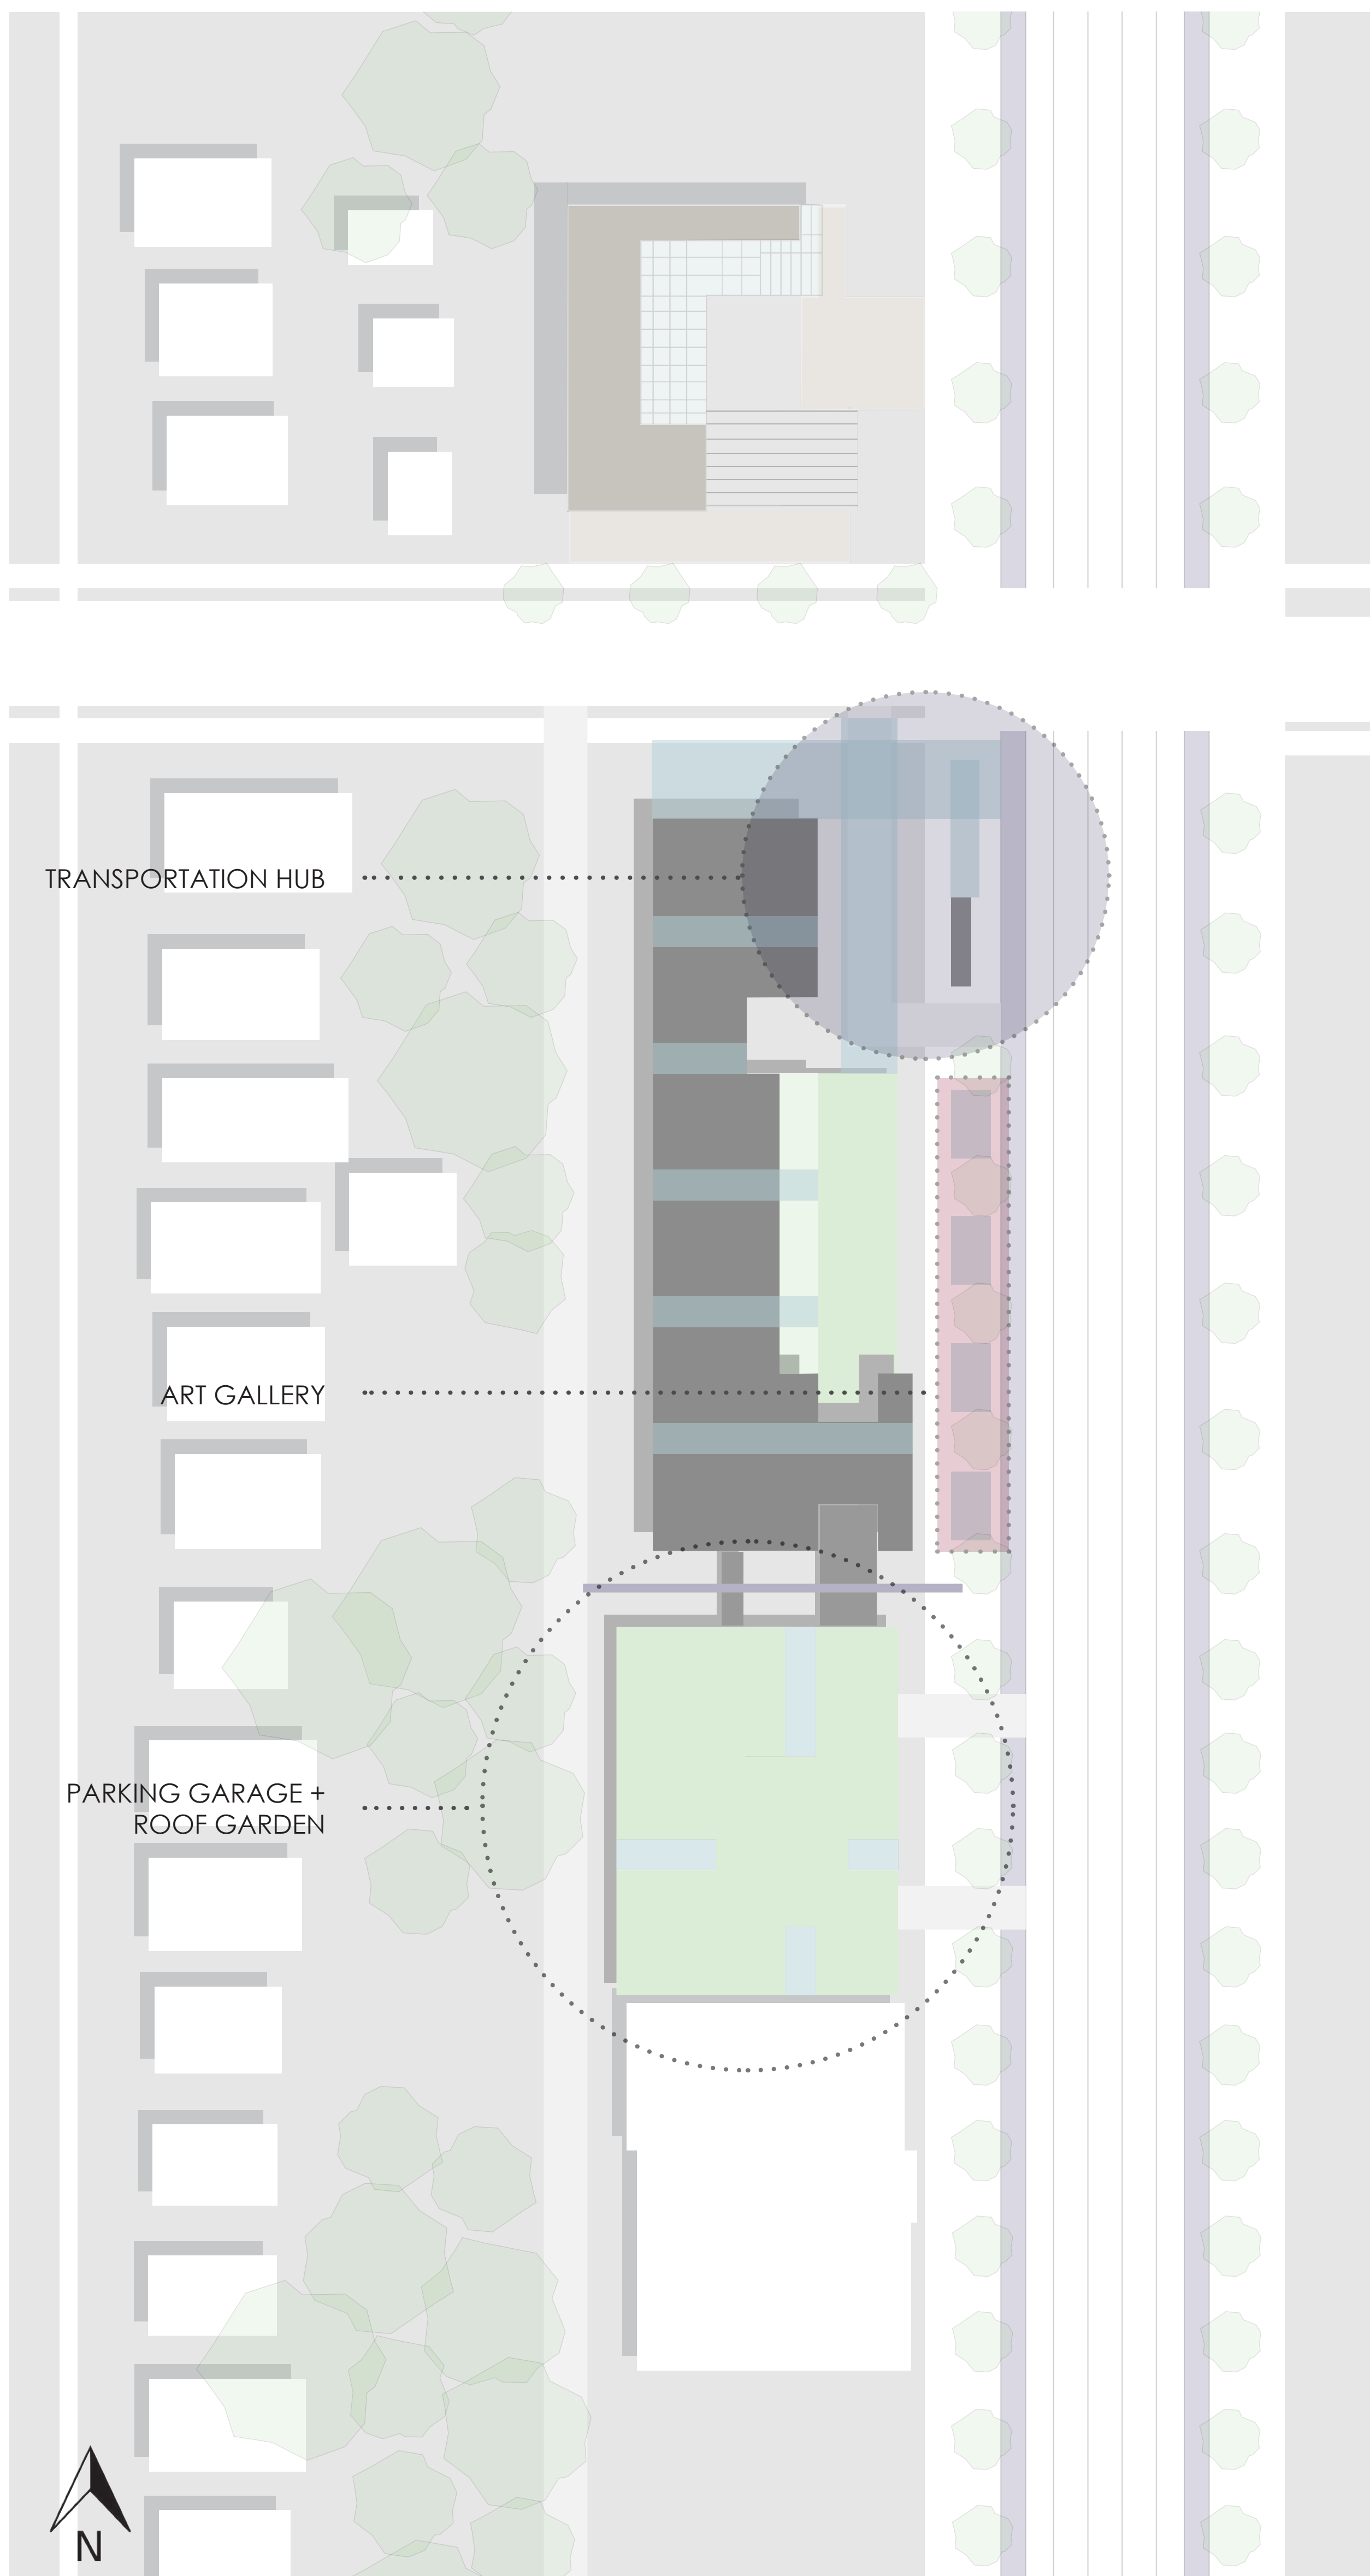 TRANSPORTATION HUB
ART GALLERY
PARKING GARAGE +
ROOF GARDEN
N